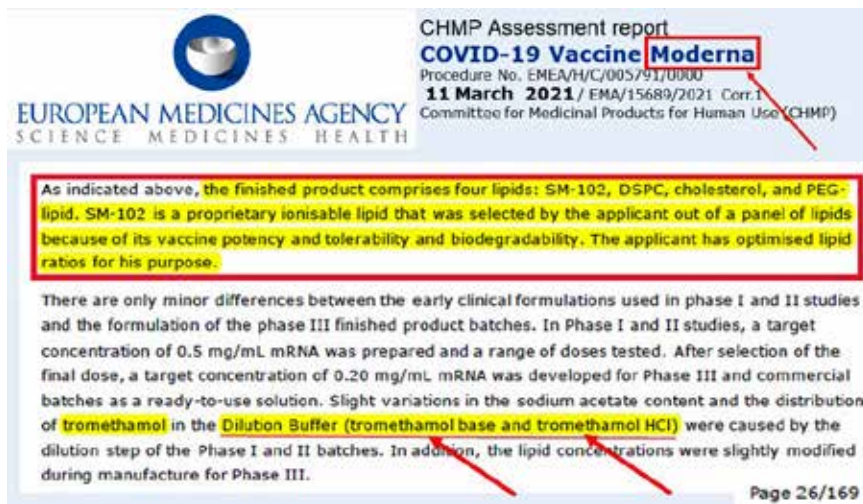 CHMP Assessment report
COVID-19 Vaccine Moderna
Procedure No. EMEA/H/C/005791/0000
11 March 2021/ EMA/15689/2021 Corr.1
Committee for Medicinal Products for Human Use (CHMP)
EUROPEAN MEDICINES AGENCY
SCIENCE MEDICINES HEALTH
As indicated above, the finished product comprises four lipids: SM-102, DSPC, cholesterol, and PEG-
lipid. SM-102 is a proprietary ionisable lipid that was selected by the applicant out of a panel of lipids
because of its vaccine potency and tolerability and biodegradability. The applicant has optimised lipid
ratios for his purpose.
There are only minor differences between the early clinical formulations used in phase I and II studies
and the formulation of the phase III finished product batches. In Phase I and II studies, a target
concentration of 0.5 mg/mL mRNA was prepared and a range of doses tested. After selection of the
final dose, a target concentration of 0.20 mg/mL mRNA was developed for Phase III and commercial
batches as a ready-to-use solution. Slight variations in the sodium acetate content and the distribution
of tromethamol in the Dilution Buffer (tromethamol base and tromethamol HCl) were caused by the
dilution step of the Phase I and II batches. In addition, the lipid concentrations were slightly modified
during manufacture for Phase III.
Page 26/169